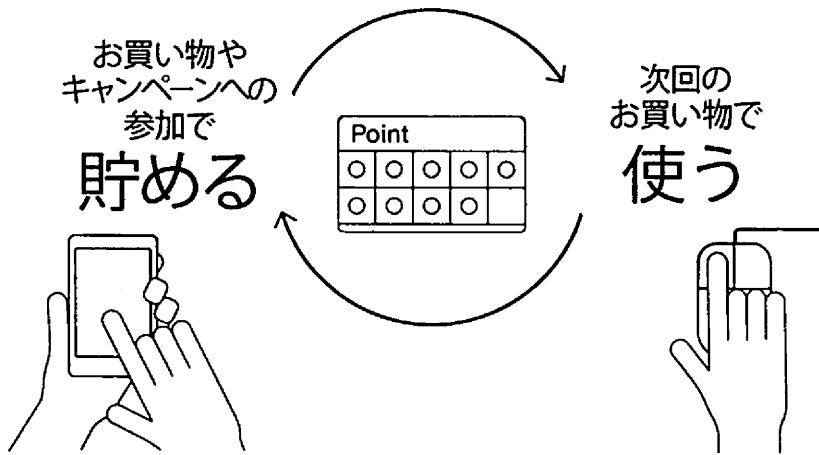 お買い物や
キャンペーンへの
参加で
貯める
Point
次回の
お買い物で
使う